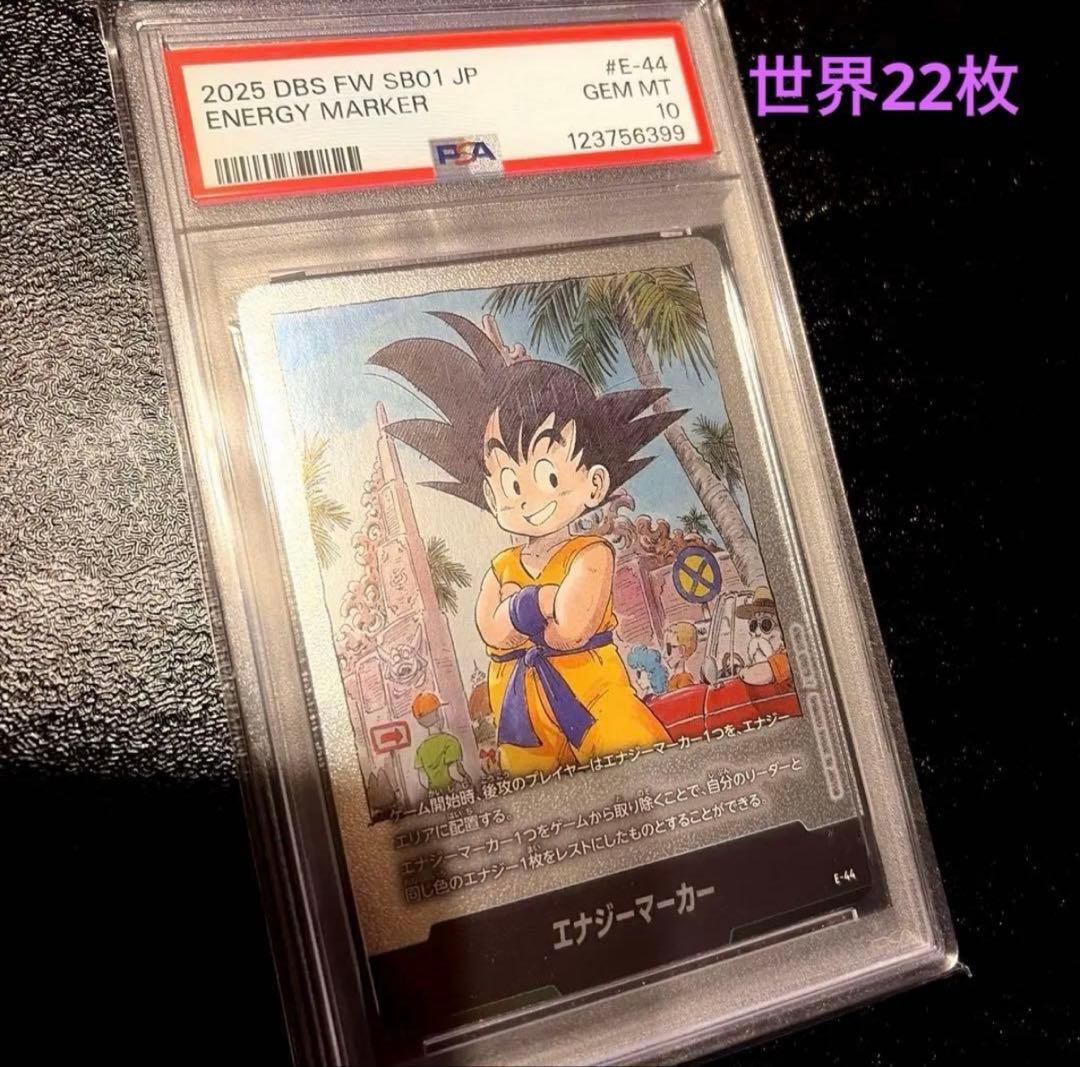 世界22枚
2025 DBS FW SB01 JP
ENERGY MARKER
#E-44
GEM MT
10
123756399
PSA
ゲーム開始時、後攻のプレイヤーはエナジーマーカー1つを、エナジー
エリアに配置する。
エナジーマーカー1つをゲームから取り除くことで、自分のリーダーと
同じ色のエナジー1枚をレストにしたものとすることができる。
E-44
エナジーマーカー